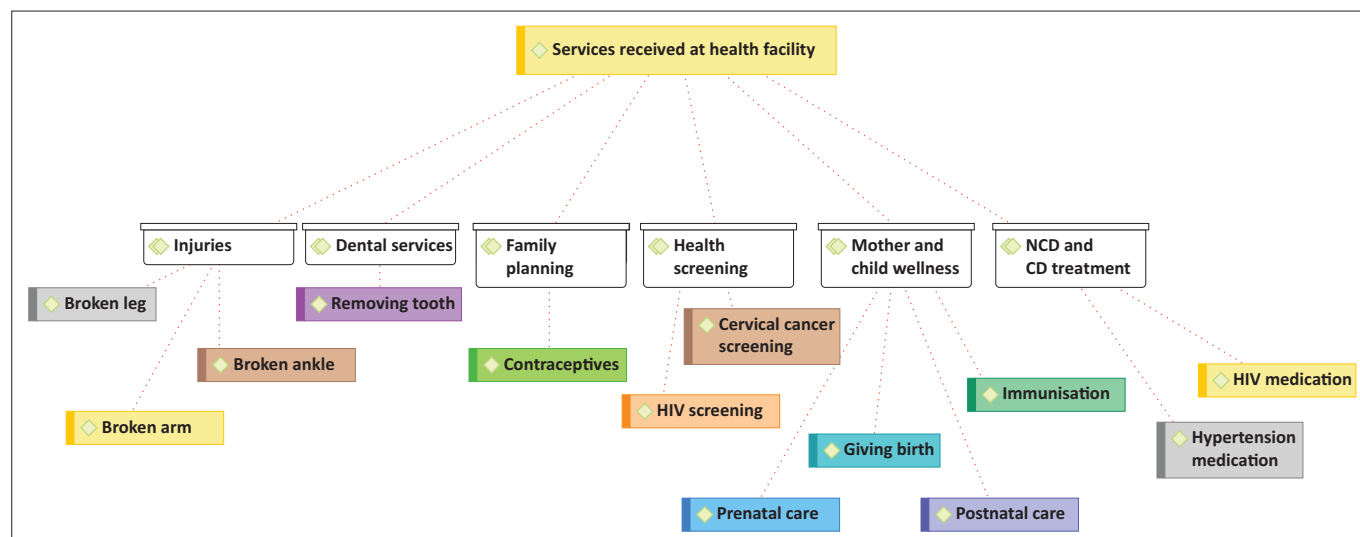 Services received at health facility
Injuries
Dental services
Family
planning
Health
screening
Mother and
child wellness
NCD and
CD treatment
Broken leg
Removing tooth
Cervical cancer
screening
Broken ankle
Contraceptives
HIV medication
Immunisation
HIV screening
Broken arm
Giving birth
Hypertension
medication
Prenatal care
Postnatal care